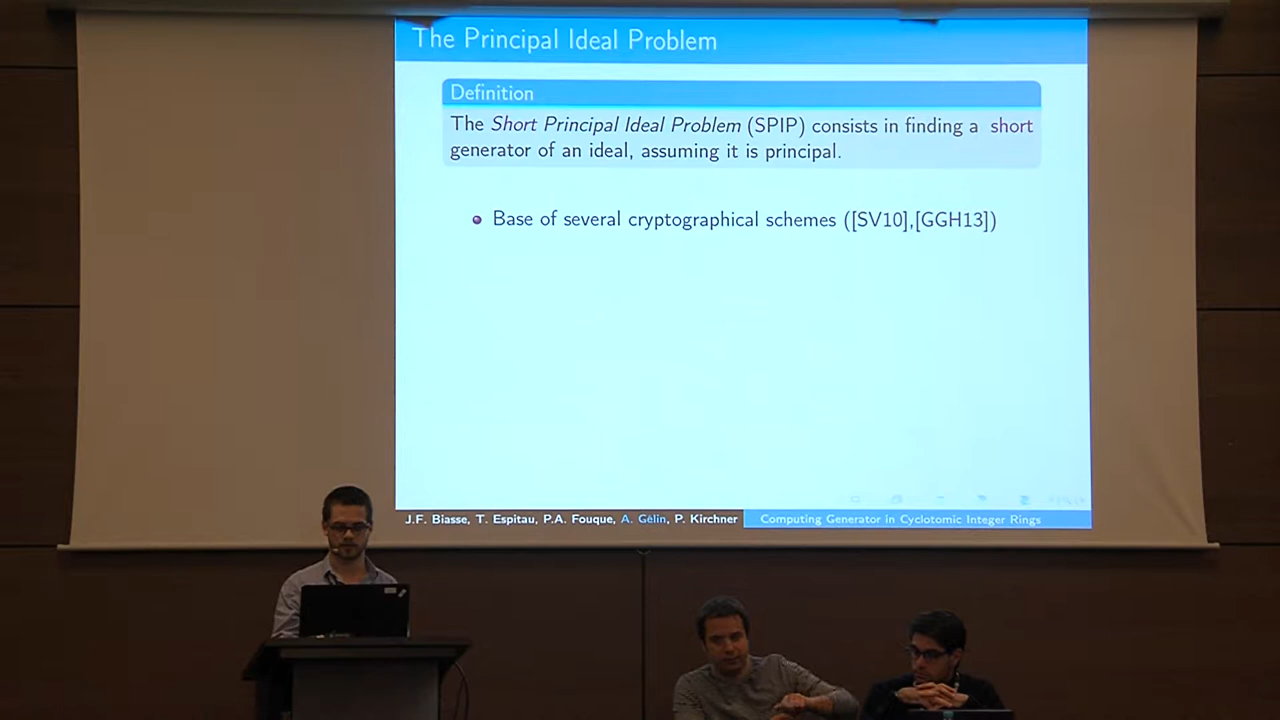 The Principal Ideal Problem
Definition
The Short Principal Ideal Problem (SPIP) consists in finding a short
generator of an ideal, assuming it is principal.
Base of several cryptographical schemes ([SV10],[GGH13])
J.F. Biasse, T. Espitau, P.A. Fouque, A. Gélin, P. Kirchner
Computing Generator in Cyclotomic Integer Rings